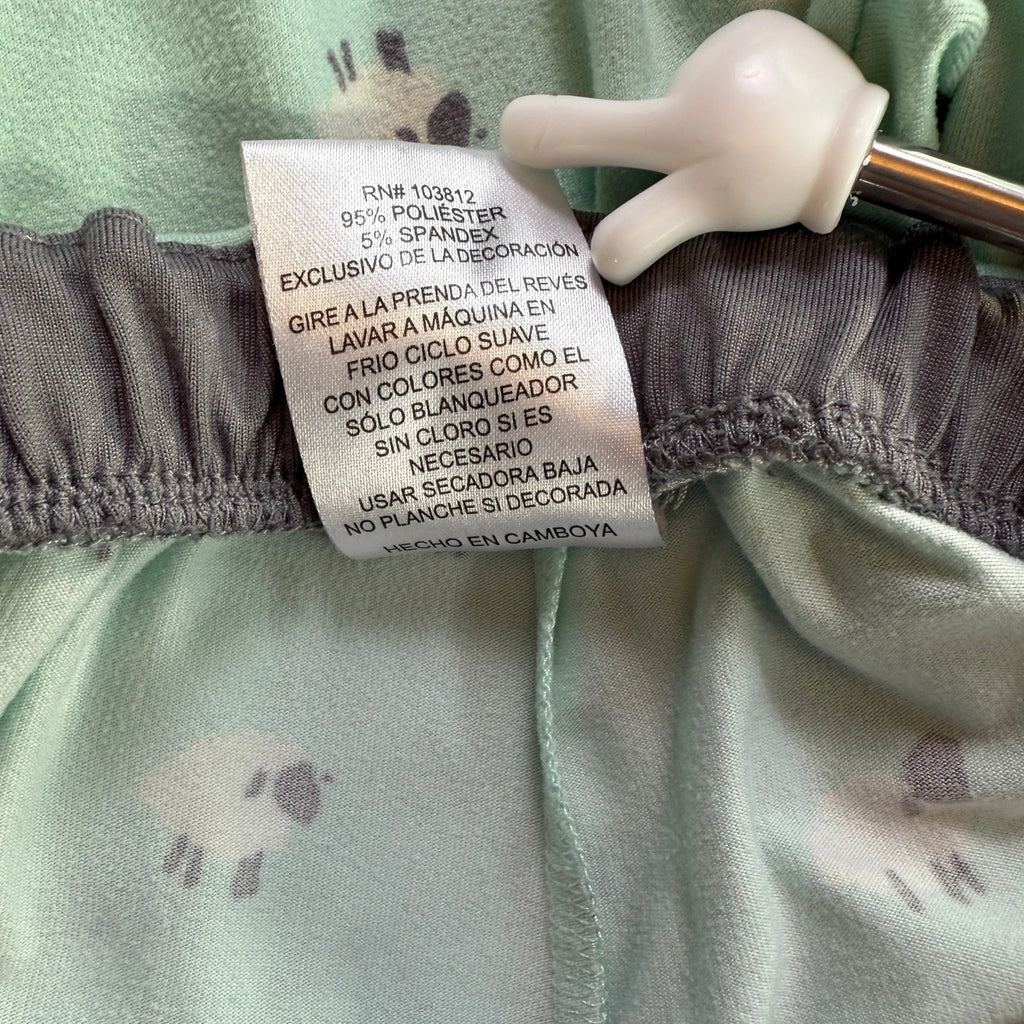 RN# 103812
95% POLIÉSTER
5% SPANDEX
EXCLUSIVO DE LA DECORACIÓN
GIRE A LA PRENDA DEL REVÉS
LAVAR A MÁQUINA EN
FRIO CICLO SUAVE
CON COLORES COMO EL
SÓLO BLANQUEADOR
SIN CLORO SI ES
NECESARIO
USAR SECADORA BAJA
NO PLANCHE SI DECORADA
HECHO EN CAMBOYA